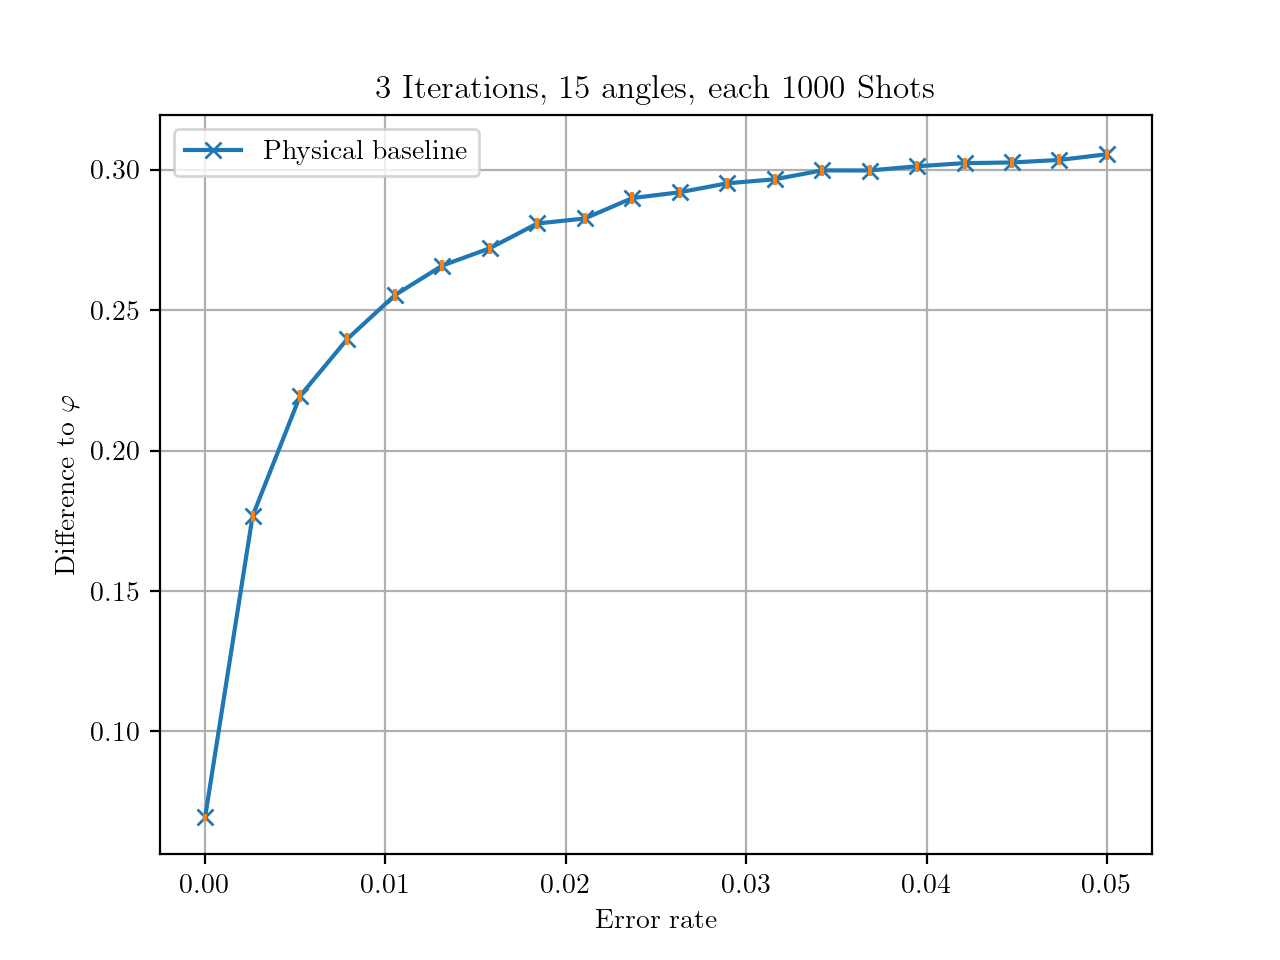 3 Iterations, 15 angles, each 1000 Shots
Physical baseline
Difference to φ
0.30
0.25
0.20
0.15
0.10
0.00 0.01 0.02 0.03 0.04 0.05
Error rate